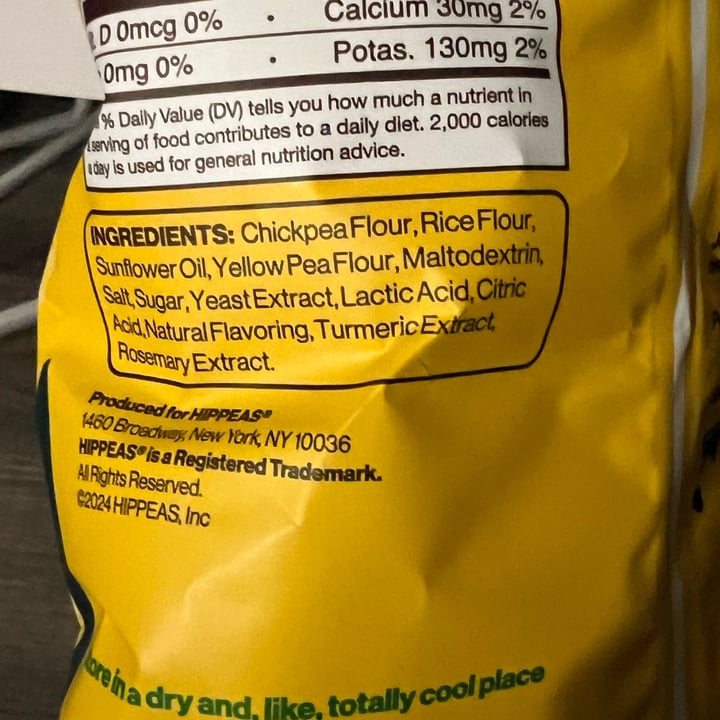 D 0mcg 0% • Calcium 30mg 2%
0mg 0% • Potas. 130mg 2%
% Daily Value (DV) tells you how much a nutrient in
serving of food contributes to a daily diet. 2,000 calories
a day is used for general nutrition advice.
INGREDIENTS: Chickpea Flour, Rice Flour,
Sunflower Oil, Yellow Pea Flour, Maltodextrin,
Salt, Sugar, Yeast Extract, Lactic Acid, Citric
Acid, Natural Flavoring, Turmeric Extract,
Rosemary Extract.
Produced for HIPPEAS®
1460 Broadway, New York, NY 10036
HIPPEAS® is a Registered Trademark.
All Rights Reserved.
©2024 HIPPEAS, Inc
tore in a dry and, like, totally cool place